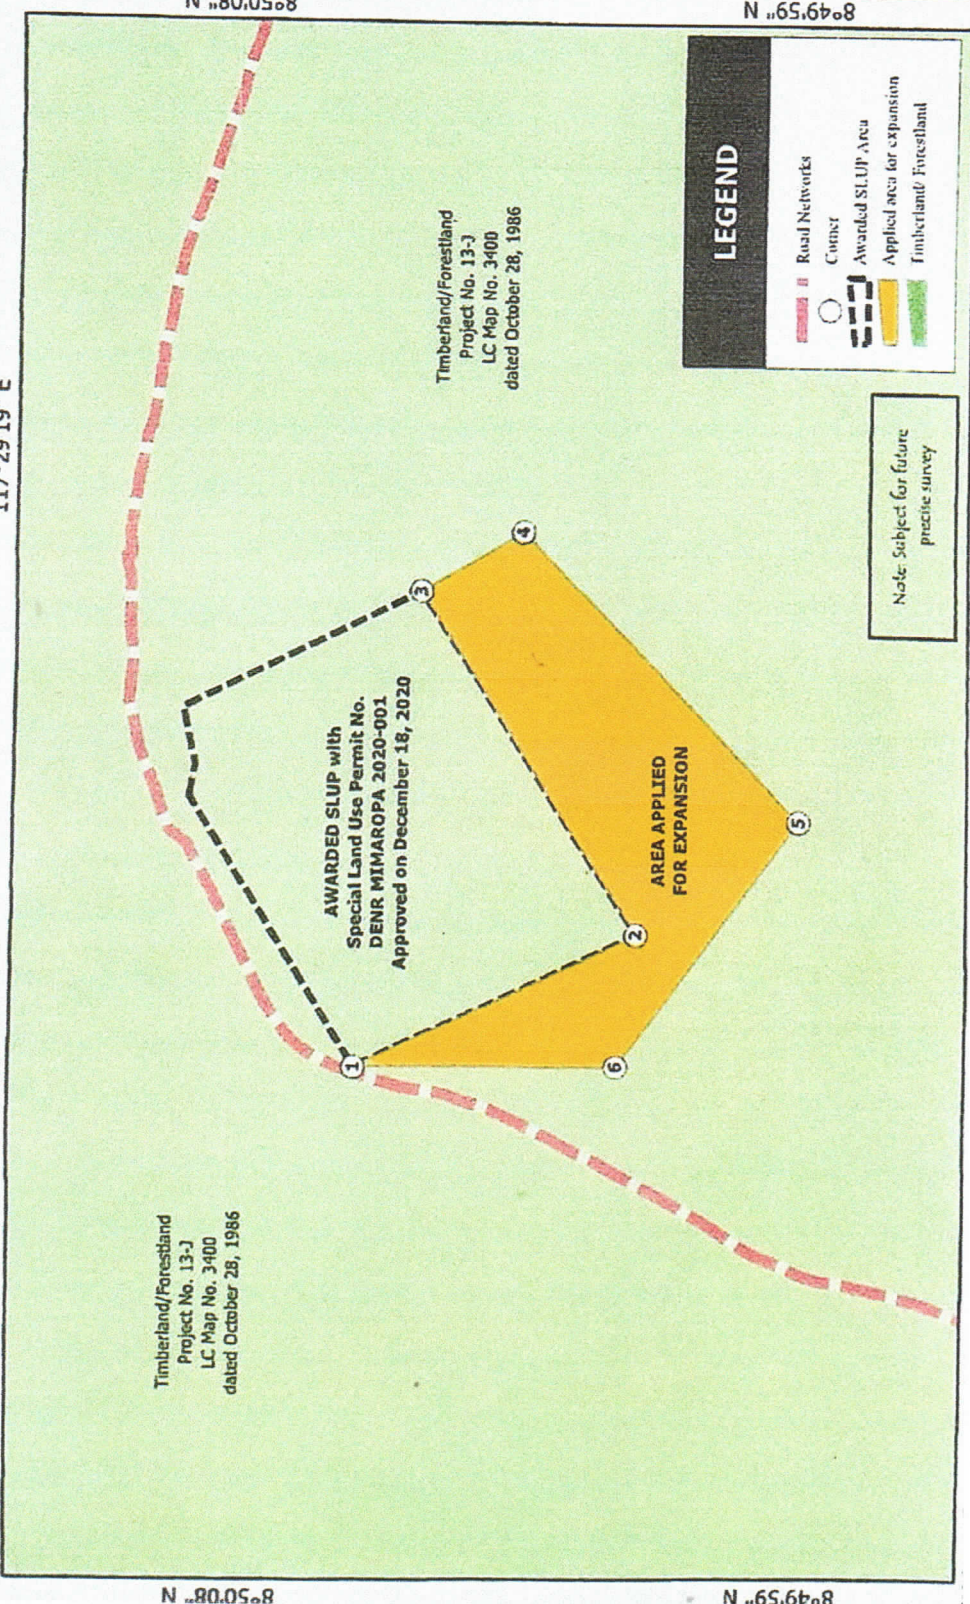 117°29'19" E
8°50'08" N
8°49'59" N
8°50'08" N
8°49'59" N
Timberland/Forestland
Project No. 13-J
LC Map No. 3400
dated October 28, 1986
Timberland/Forestland
Project No. 13-J
LC Map No. 3400
dated October 28, 1986
AWARDED SLUP with
Special Land Use Permit No.
DENR MIMAROPA 2020-001
Approved on December 18, 2020
AREA APPLIED
FOR EXPANSION
1
2
3
4
5
6
LEGEND
Road Networks
Corner
Awarded SLUP Area
Applied area for expansion
Timberland/ Forestland
Note: Subject for future
precise survey